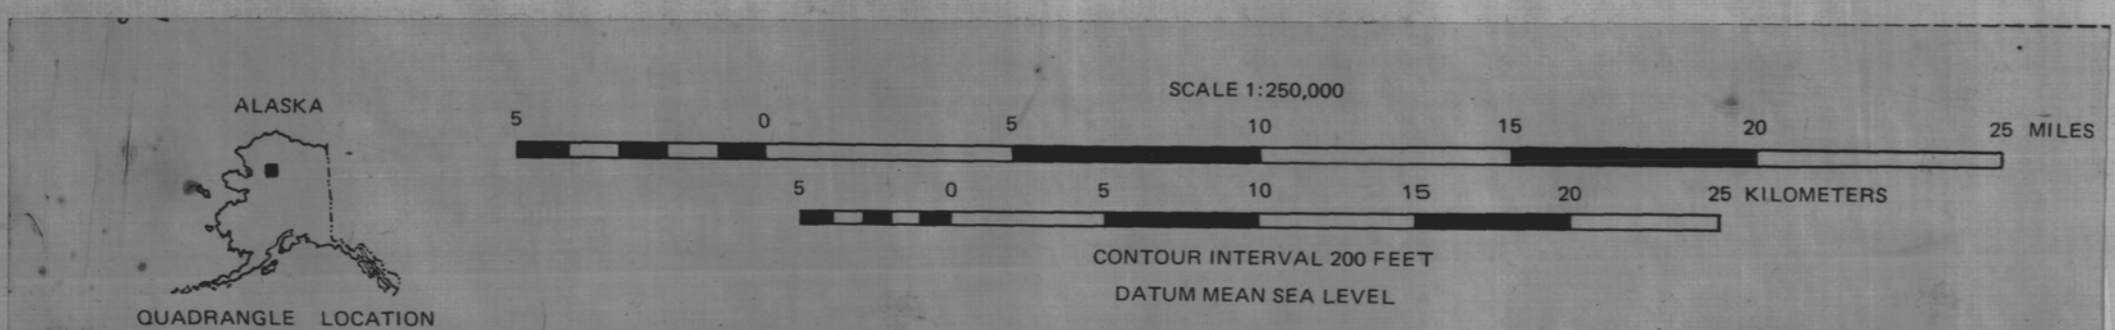 ALASKA
QUADRANGLE LOCATION
SCALE 1:250,000
5 0 5 10 15 20 25 MILES
5 0 5 10 15 20 25 KILOMETERS
CONTOUR INTERVAL 200 FEET
DATUM MEAN SEA LEVEL